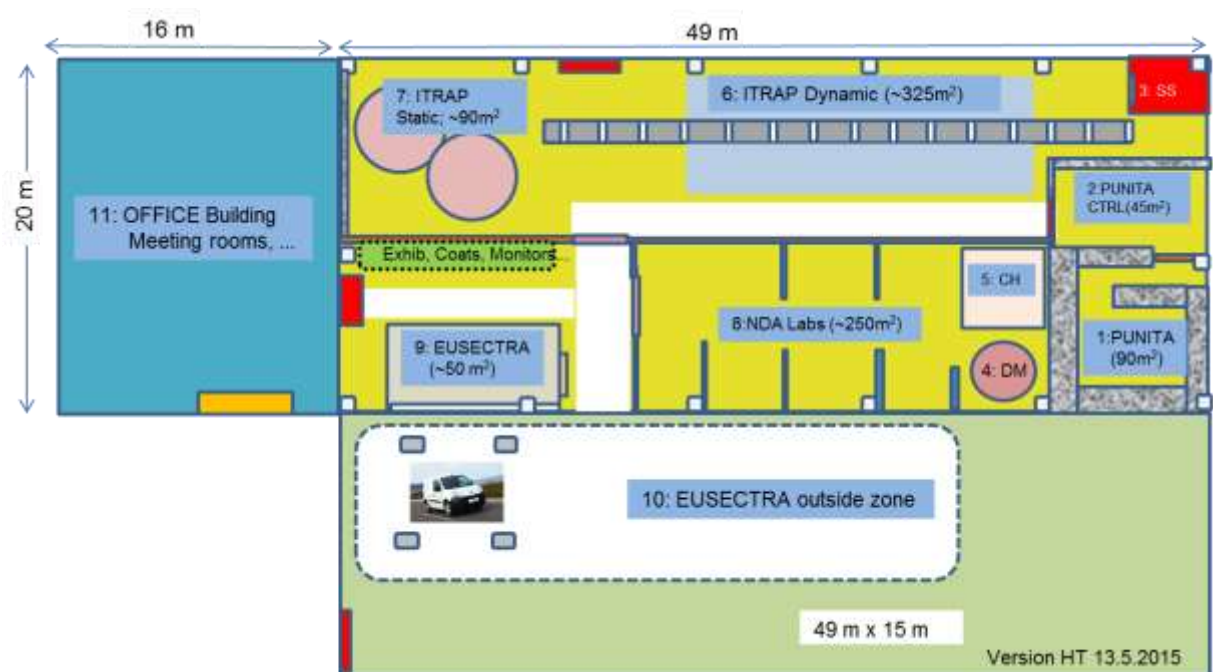 16 m
49 m
20 m
7: ITRAP
Static; ~90m²
6: ITRAP Dynamic (~325m²)
3: SS
2:PUNITA
CTRL(45m²)
11: OFFICE Building
Meeting rooms, ...
Exhib, Coats, Monitors...
5: CH
8:NDA Labs (~250m²)
9: EUSECTRA
(~50 m²)
4: DM
1:PUNITA
(90m²)
10: EUSECTRA outside zone
49 m x 15 m
Version HT 13.5.2015